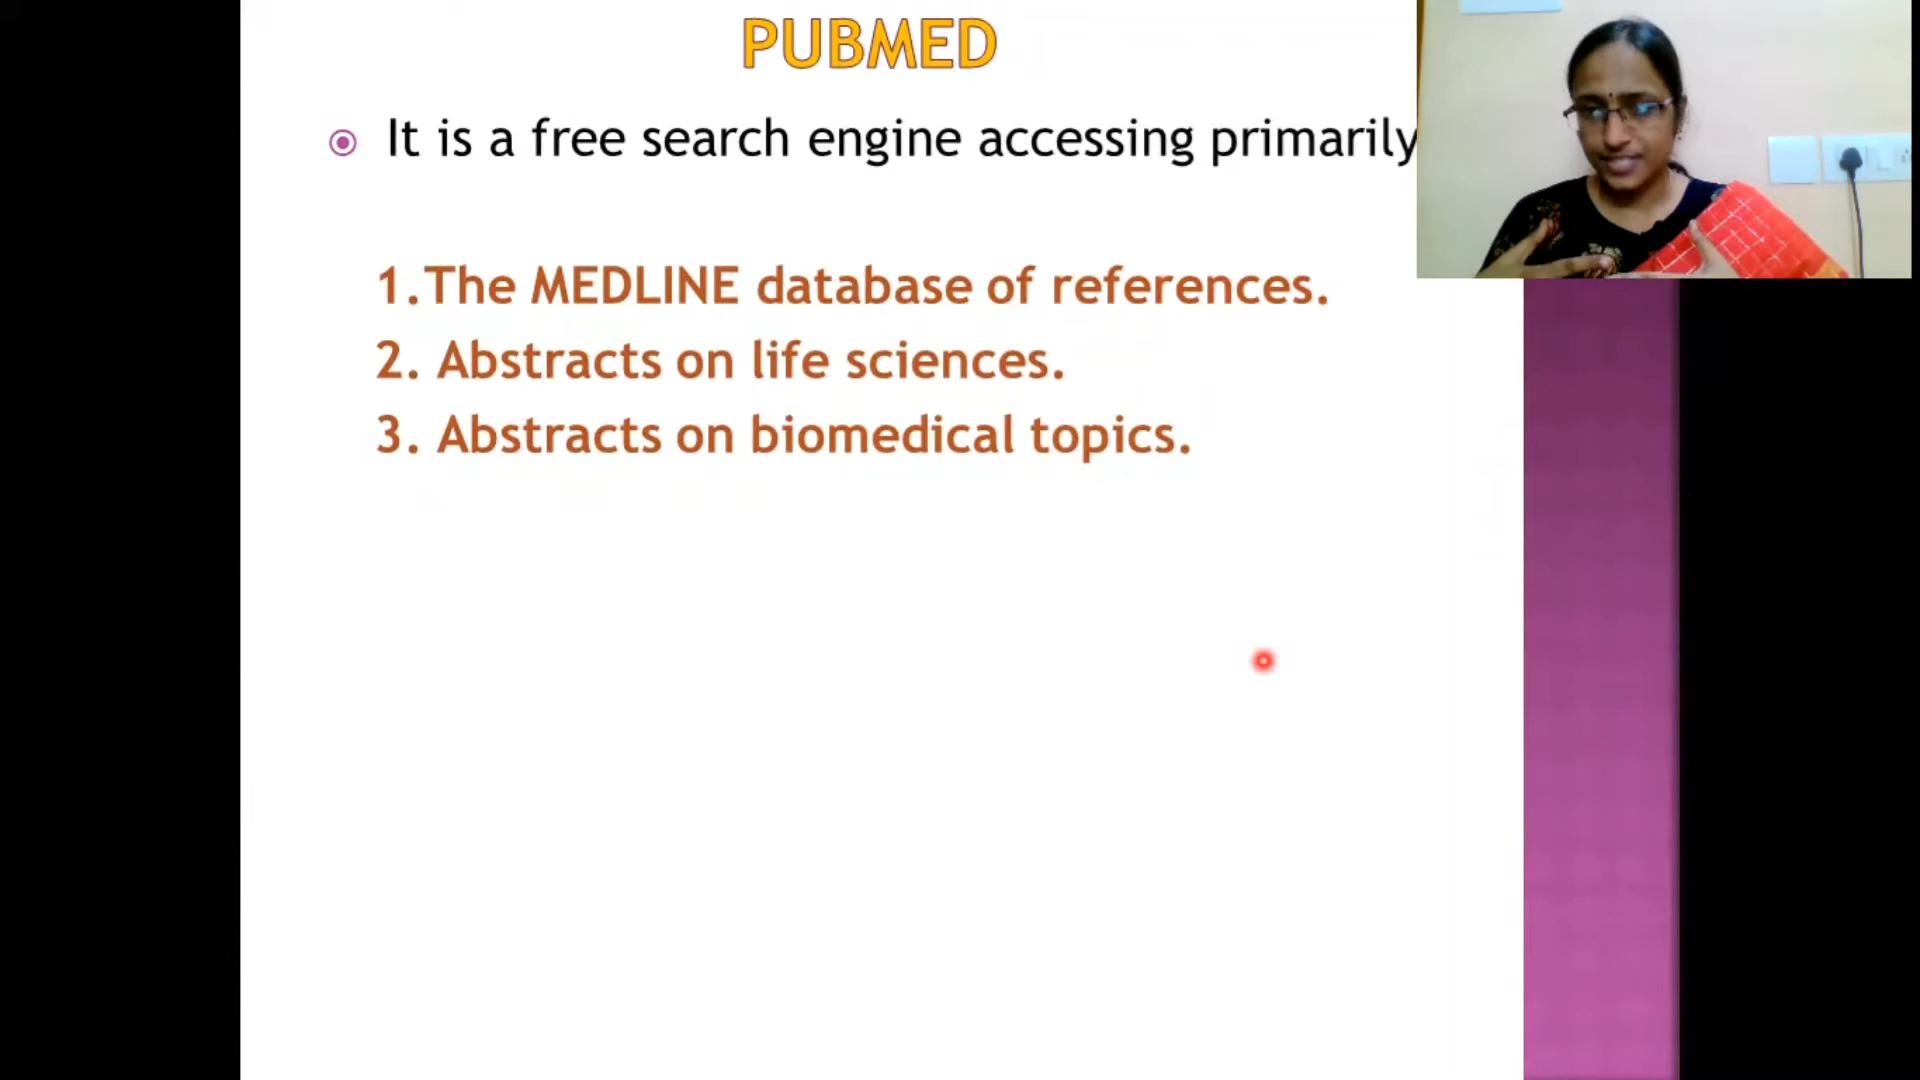 PUBMED
It is a free search engine accessing primarily
1.The MEDLINE database of references.
2. Abstracts on life sciences.
3. Abstracts on biomedical topics.